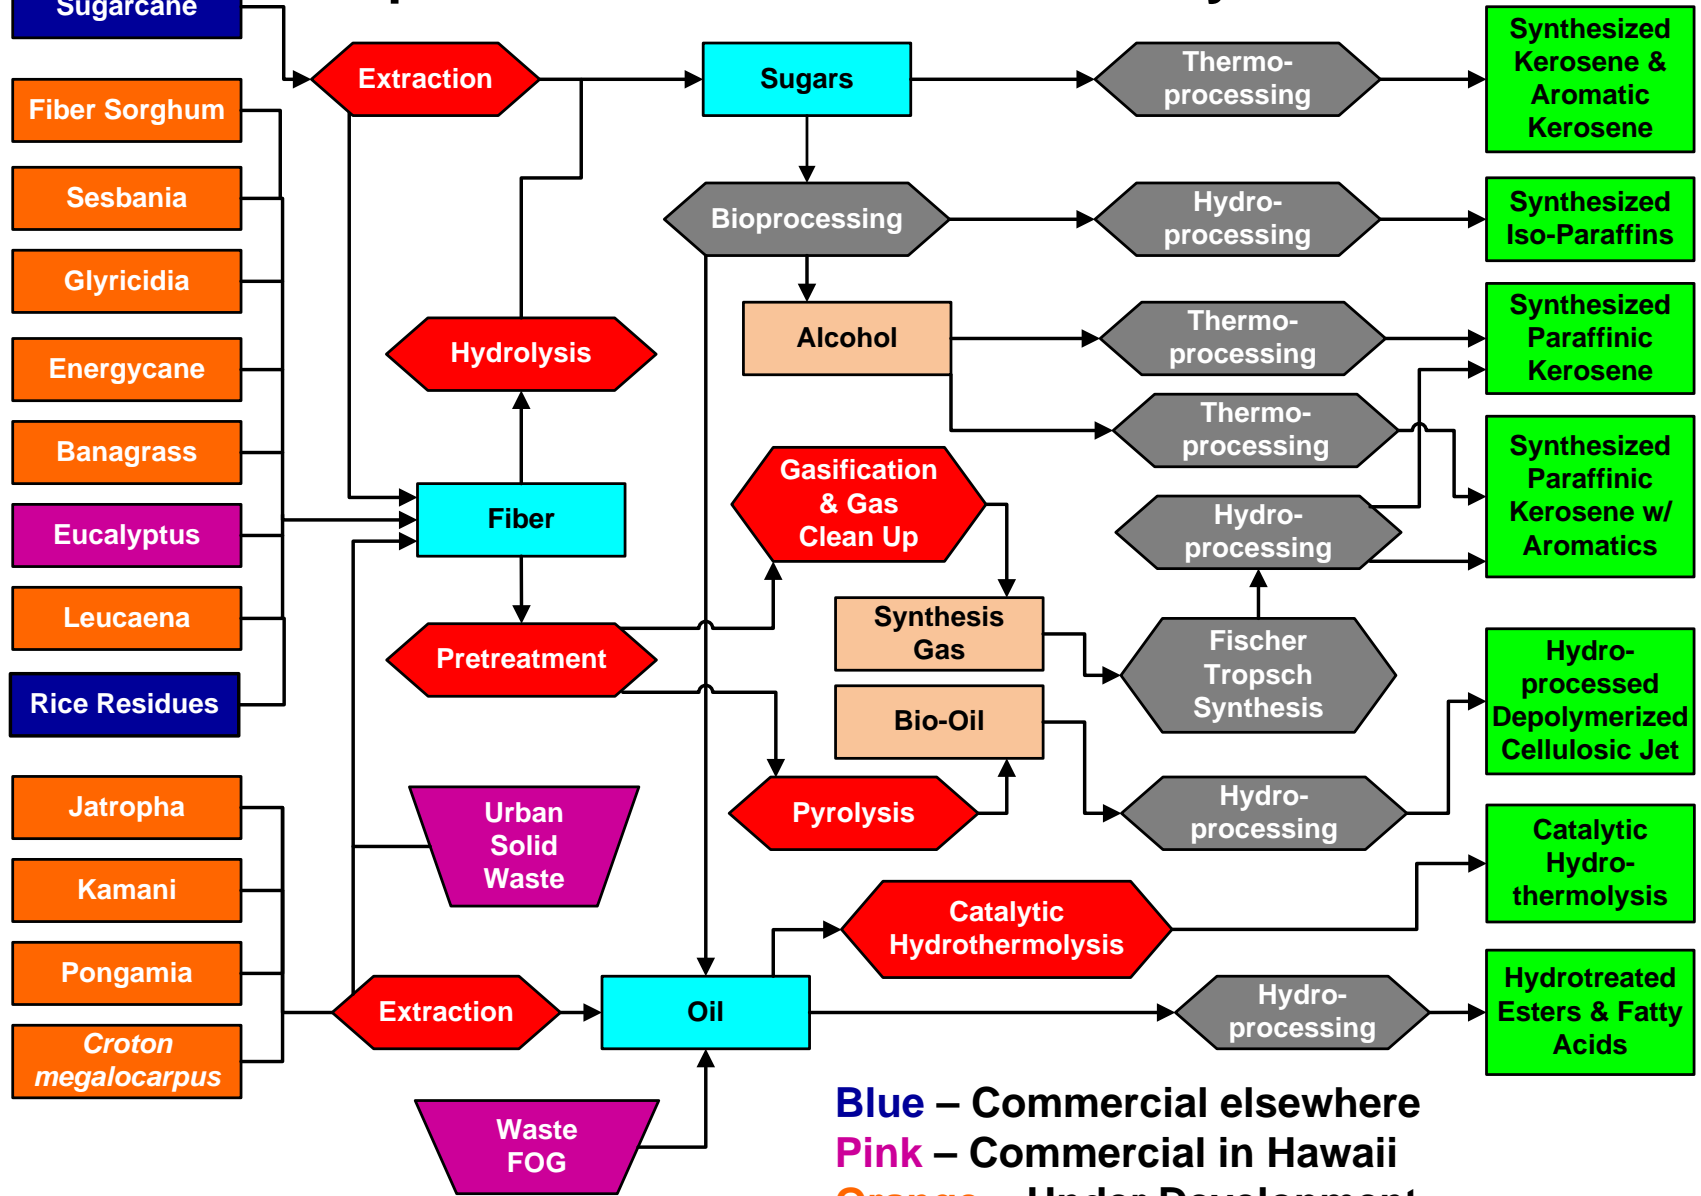 Sugarcane
Fiber Sorghum
Sesbania
Glyricidia
Energycane
Banagrass
Eucalyptus
Leucaena
Rice Residues
Jatropha
Kamani
Pongamia
Croton
megalocarpus
Extraction
Hydrolysis
Fiber
Pretreatment
Urban
Solid
Waste
Extraction
Waste
FOG
Sugars
Bioprocessing
Alcohol
Gasification
& Gas
Clean Up
Synthesis
Gas
Bio-Oil
Pyrolysis
Catalytic
Hydrothermolysis
Oil
Thermo-
processing
Hydro-
processing
Thermo-
processing
Thermo-
processing
Hydro-
processing
Fischer
Tropsch
Synthesis
Hydro-
processing
Hydro-
processing
Synthesized
Kerosene &
Aromatic
Kerosene
Synthesized
Iso-Paraffins
Synthesized
Paraffinic
Kerosene
Synthesized
Paraffinic
Kerosene w/
Aromatics
Hydro-
processed
Depolymerized
Cellulosic Jet
Catalytic
Hydro-
thermolysis
Hydrotreated
Esters & Fatty
Acids
Blue – Commercial elsewhere
Pink – Commercial in Hawaii
Orange – Under Development